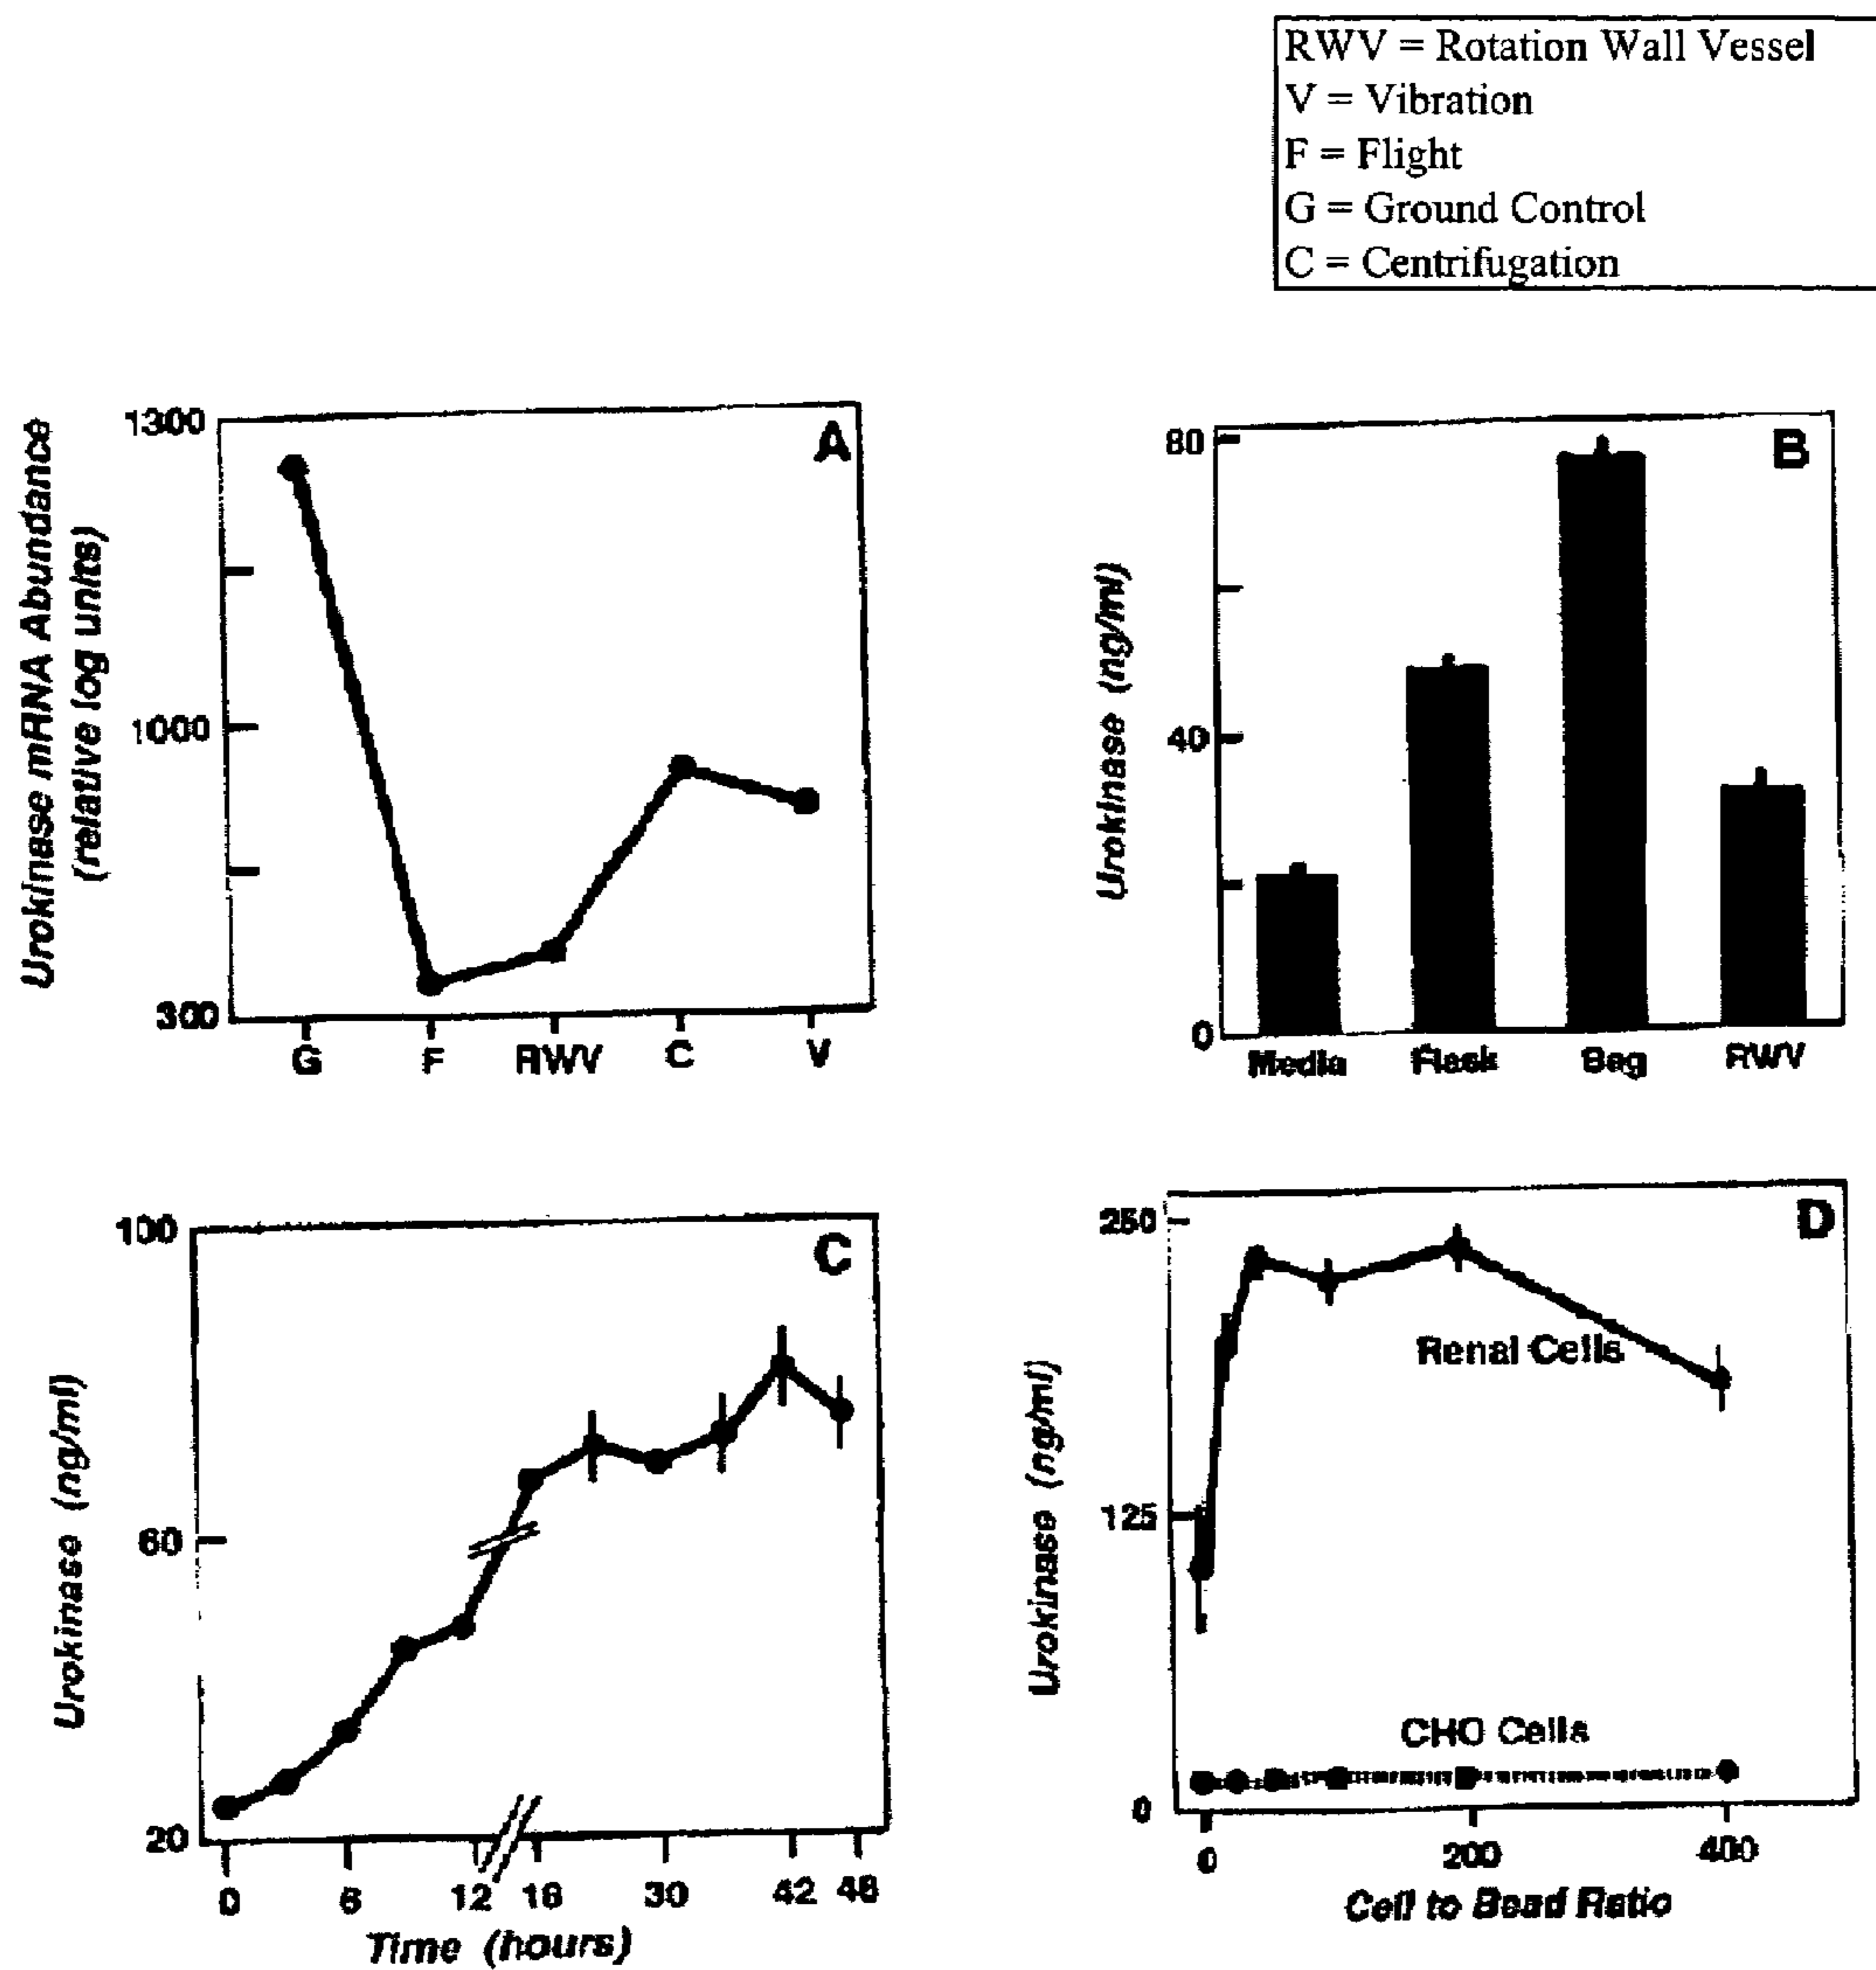 RWV = Rotation Wall Vessel
V = Vibration
F = Flight
G = Ground Control
C = Centrifugation
1300
A
Urokinase mRNA Abundance
(relative log units)
1000
300
G F RWV C V
80
B
Urokinase (ng/ml)
40
0
Media Flask Bag RWV
100
C
Urokinase (ng/ml)
60
20
0 6 12 18 30 42 48
Time (hours)
250
D
Renal Cells
Urokinase (ng/ml)
125
CHO Cells
0
0 200 400
Cell to Bead Ratio